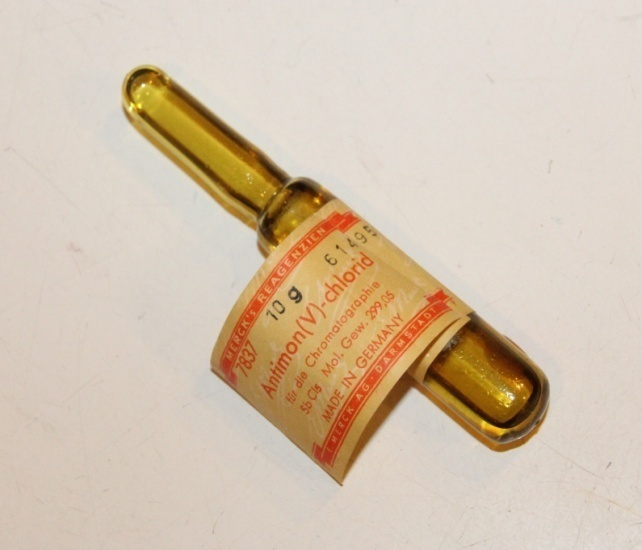 MERCK'S REAGENZIEN
7837 10 g 61495
Antimon(V)-chlorid
für die Chromatographie
Sb Cl5 Mol. Gew. 299,05
MADE IN GERMANY
E. MERCK AG · DARMSTADT